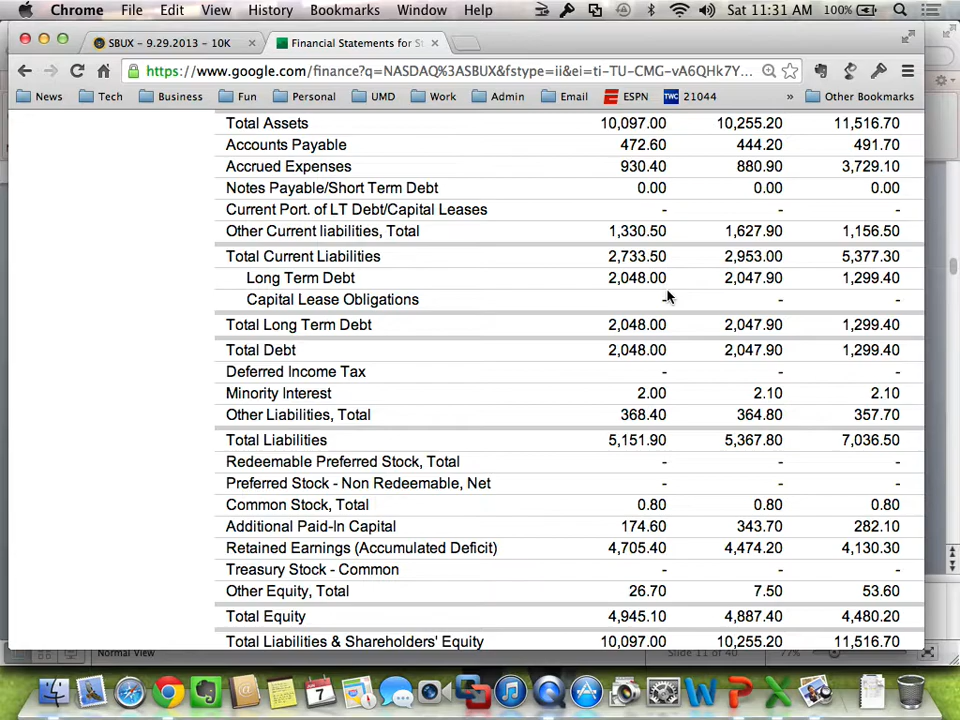 Chrome File Edit View History Bookmarks Window Help Sat 11:31 AM 100%
SBUX - 9.29.2013 - 10K × Financial Statements for S ×
https://www.google.com/finance?q=NASDAQ%3ASBUX&fstype=ii&ei=ti-TU-CMG-vA6QHk7Y...
News Tech Business Fun Personal UMD Work Admin Email ESPN TWC 21044 » Other Bookmarks
Total Assets 10,097.00 10,255.20 11,516.70
Accounts Payable 472.60 444.20 491.70
Accrued Expenses 930.40 880.90 3,729.10
Notes Payable/Short Term Debt 0.00 0.00 0.00
Current Port. of LT Debt/Capital Leases - - -
Other Current liabilities, Total 1,330.50 1,627.90 1,156.50
Total Current Liabilities 2,733.50 2,953.00 5,377.30
Long Term Debt 2,048.00 2,047.90 1,299.40
Capital Lease Obligations - - -
Total Long Term Debt 2,048.00 2,047.90 1,299.40
Total Debt 2,048.00 2,047.90 1,299.40
Deferred Income Tax - - -
Minority Interest 2.00 2.10 2.10
Other Liabilities, Total 368.40 364.80 357.70
Total Liabilities 5,151.90 5,367.80 7,036.50
Redeemable Preferred Stock, Total - - -
Preferred Stock - Non Redeemable, Net - - -
Common Stock, Total 0.80 0.80 0.80
Additional Paid-In Capital 174.60 343.70 282.10
Retained Earnings (Accumulated Deficit) 4,705.40 4,474.20 4,130.30
Treasury Stock - Common - - -
Other Equity, Total 26.70 7.50 53.60
Total Equity 4,945.10 4,887.40 4,480.20
Total Liabilities & Shareholders' Equity 10,097.00 10,255.20 11,516.70
Normal View Slide 11 of 40 77%
7